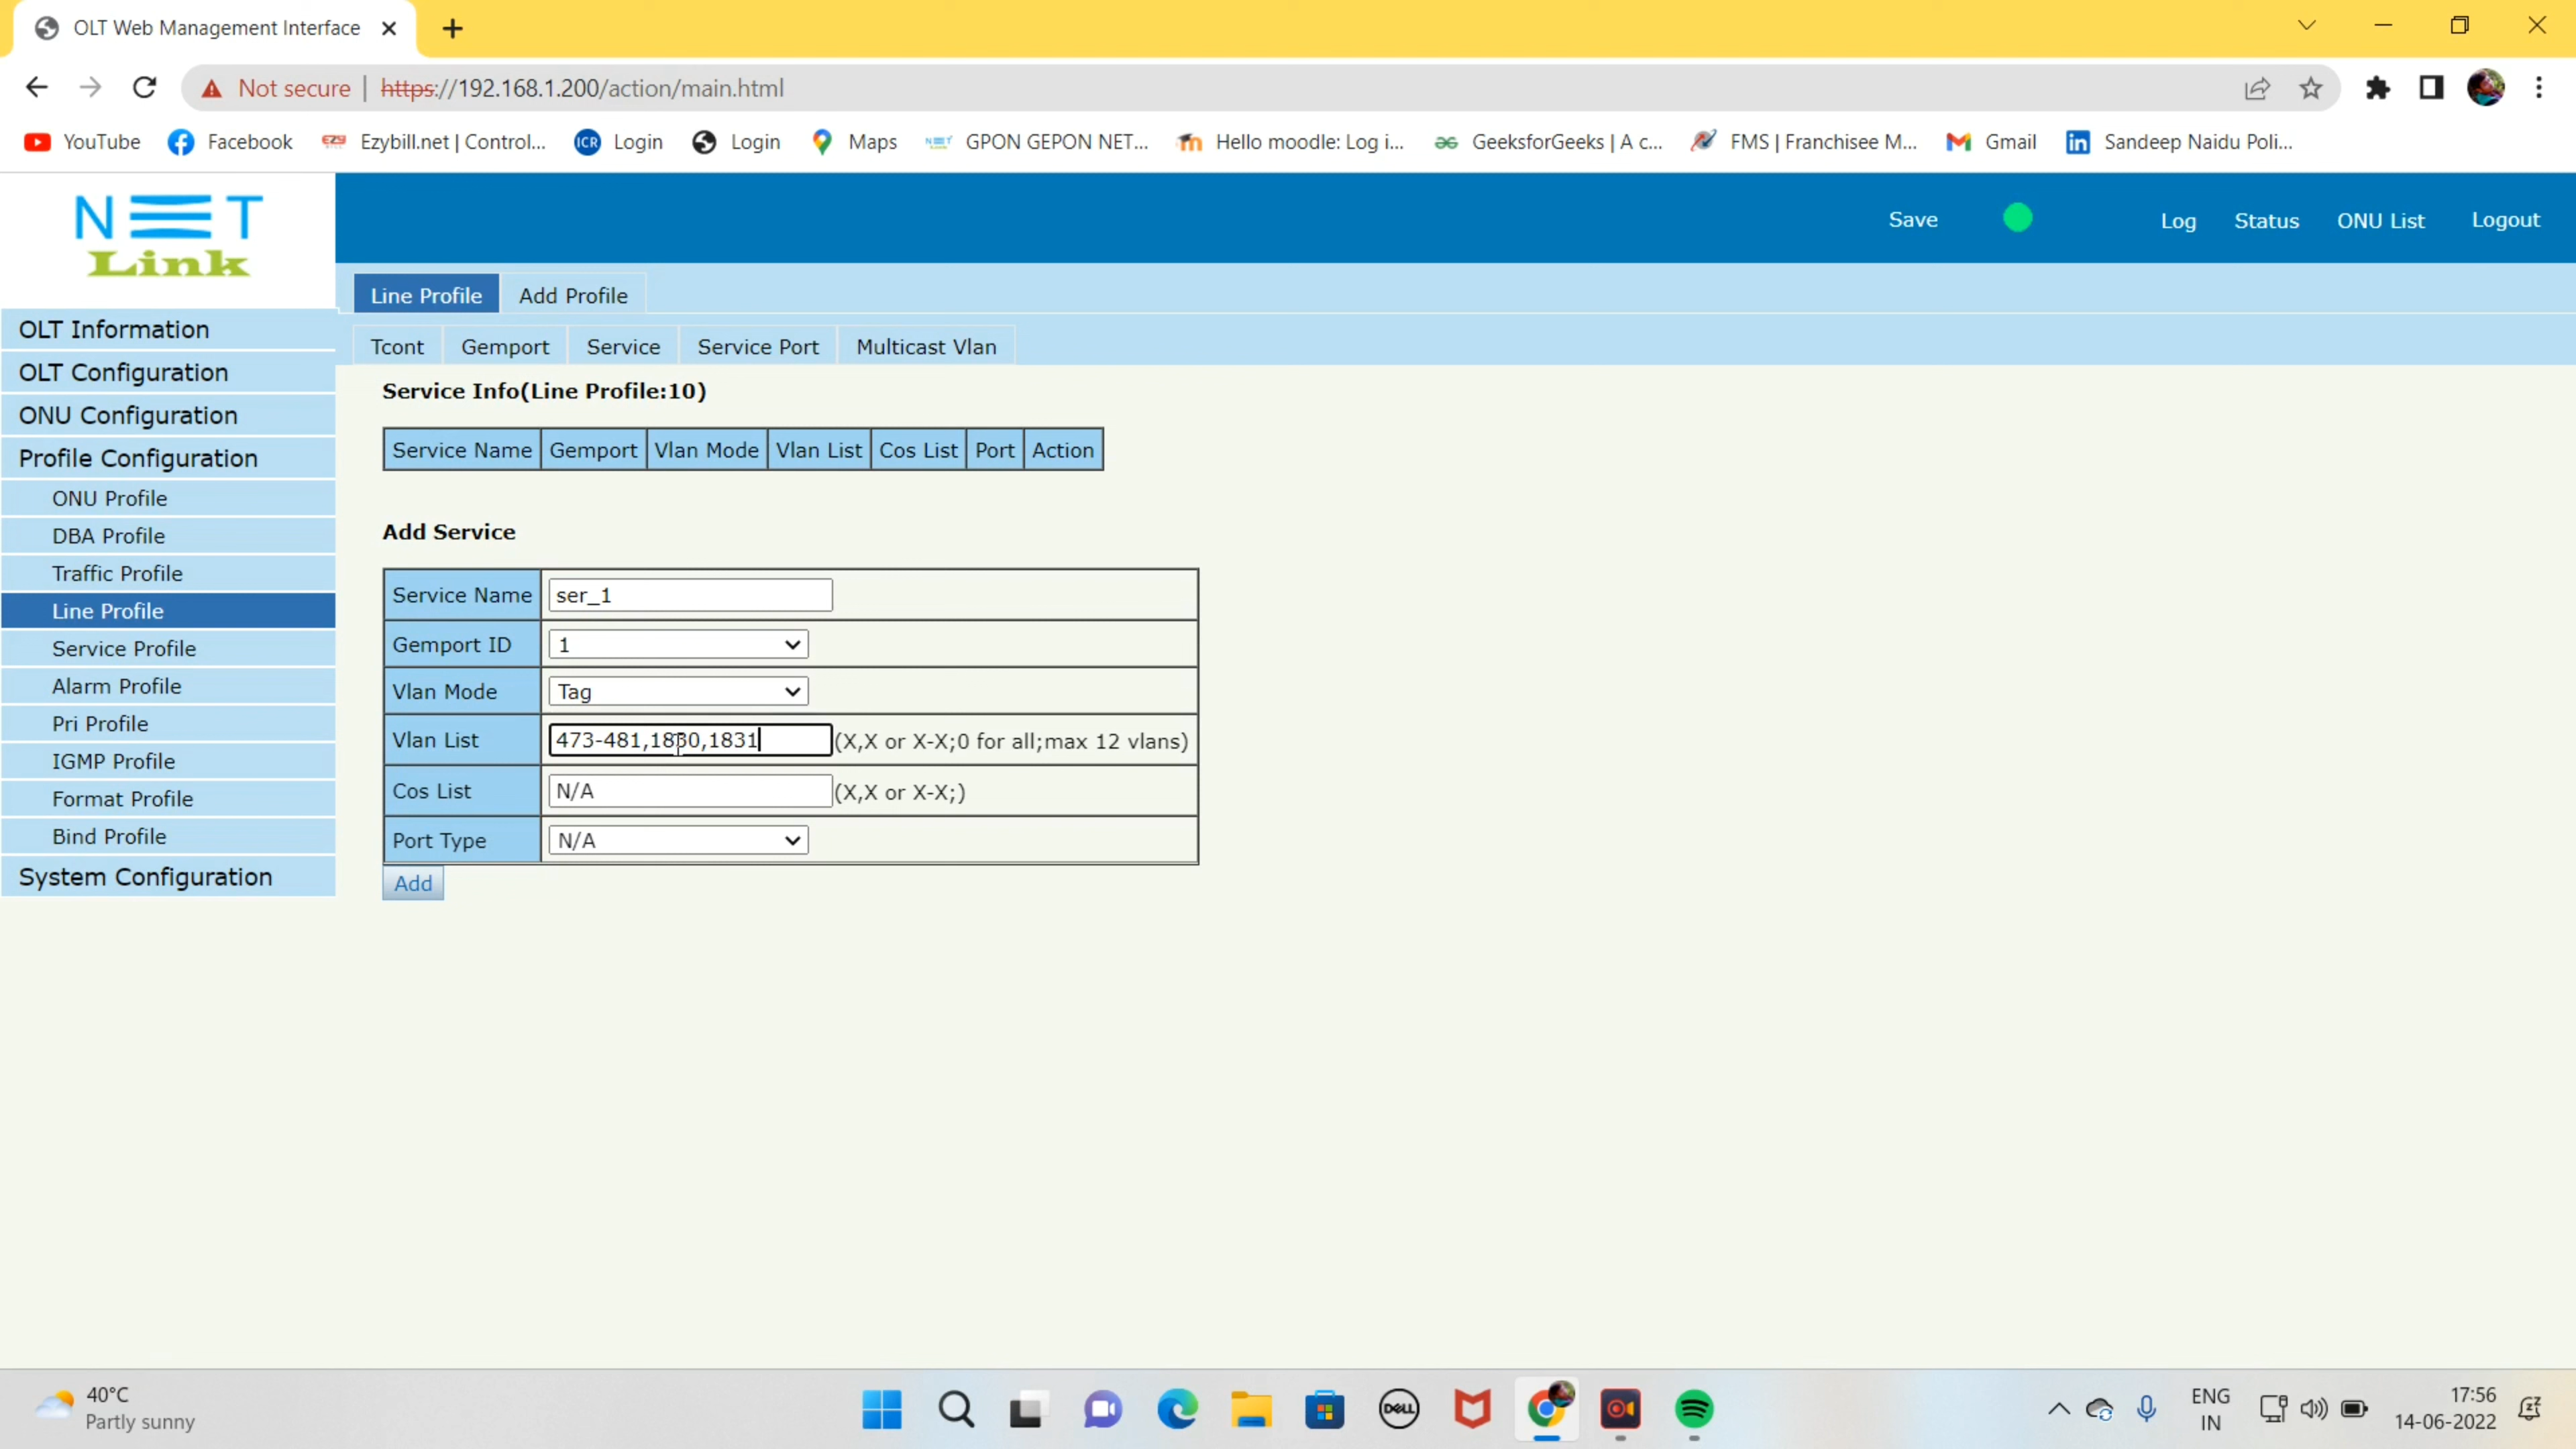 OLT Web Management Interface
Not secure | https://192.168.1.200/action/main.html
YouTube Facebook Ezybill.net | Control... Login Login Maps GPON GEPON NET... Hello moodle: Log i... GeeksforGeeks | A c... FMS | Franchisee M... Gmail Sandeep Naidu Poli...
NET
Link
Save Log Status ONU List Logout
Line Profile Add Profile
Tcont Gemport Service Service Port Multicast Vlan
OLT Information
OLT Configuration
ONU Configuration
Profile Configuration
ONU Profile
DBA Profile
Traffic Profile
Line Profile
Service Profile
Alarm Profile
Pri Profile
IGMP Profile
Format Profile
Bind Profile
System Configuration
Service Info(Line Profile:10)
Service Name Gemport Vlan Mode Vlan List Cos List Port Action
Add Service
Service Name ser_1
Gemport ID 1
Vlan Mode Tag
Vlan List 473-481,1830,1831 (X,X or X-X;0 for all;max 12 vlans)
Cos List N/A (X,X or X-X;)
Port Type N/A
Add
40°C
Partly sunny
DELL
ENG
IN
17:56
14-06-2022